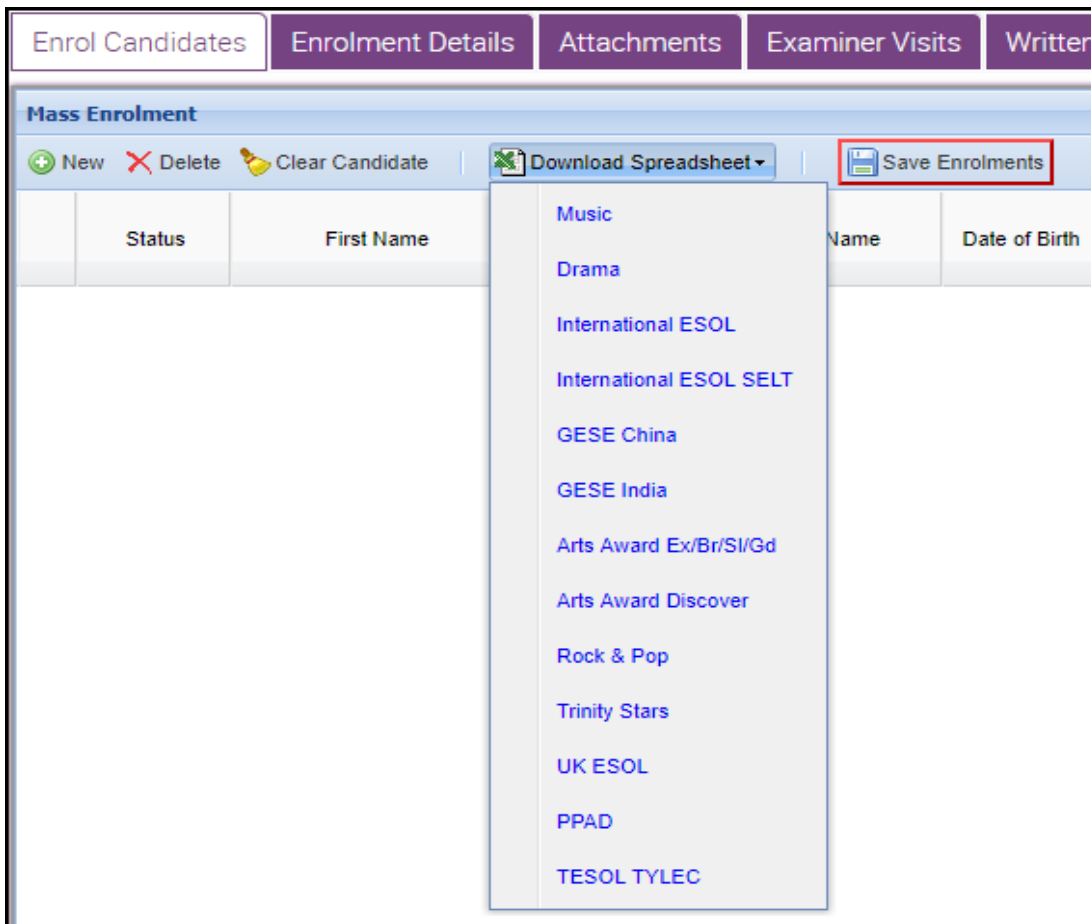 Enrol Candidates Enrolment Details Attachments Examiner Visits Written
Mass Enrolment
New Delete Clear Candidate Download Spreadsheet Save Enrolments
Status First Name Name Date of Birth
Music
Drama
International ESOL
International ESOL SELT
GESE China
GESE India
Arts Award Ex/Br/Sl/Gd
Arts Award Discover
Rock & Pop
Trinity Stars
UK ESOL
PPAD
TESOL TYLEC